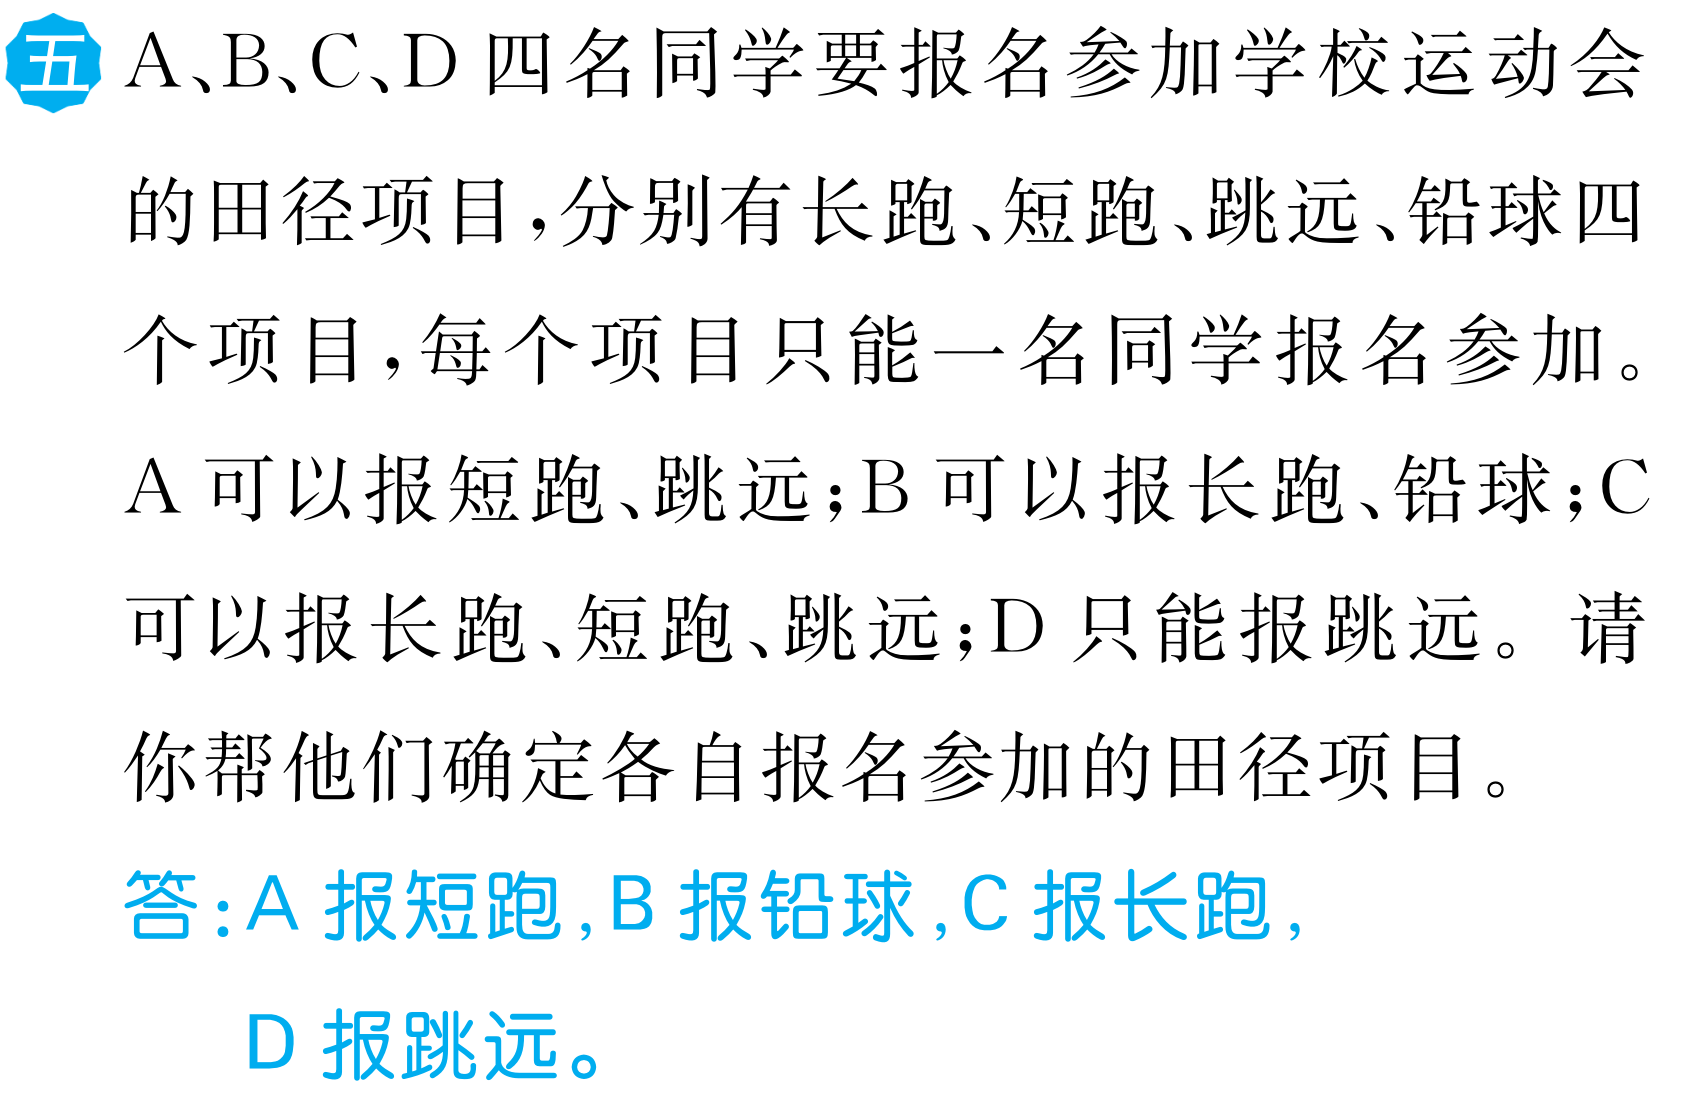 五 A、B、C、D 四名同学要报名参加学校运动会
的田径项目,分别有长跑、短跑、跳远、铅球四
个项目,每个项目只能一名同学报名参加。
A 可以报短跑、跳远;B 可以报长跑、铅球;C
可以报长跑、短跑、跳远;D 只能报跳远。请
你帮他们确定各自报名参加的田径项目。
答:A 报短跑,B 报铅球,C 报长跑,
D 报跳远。